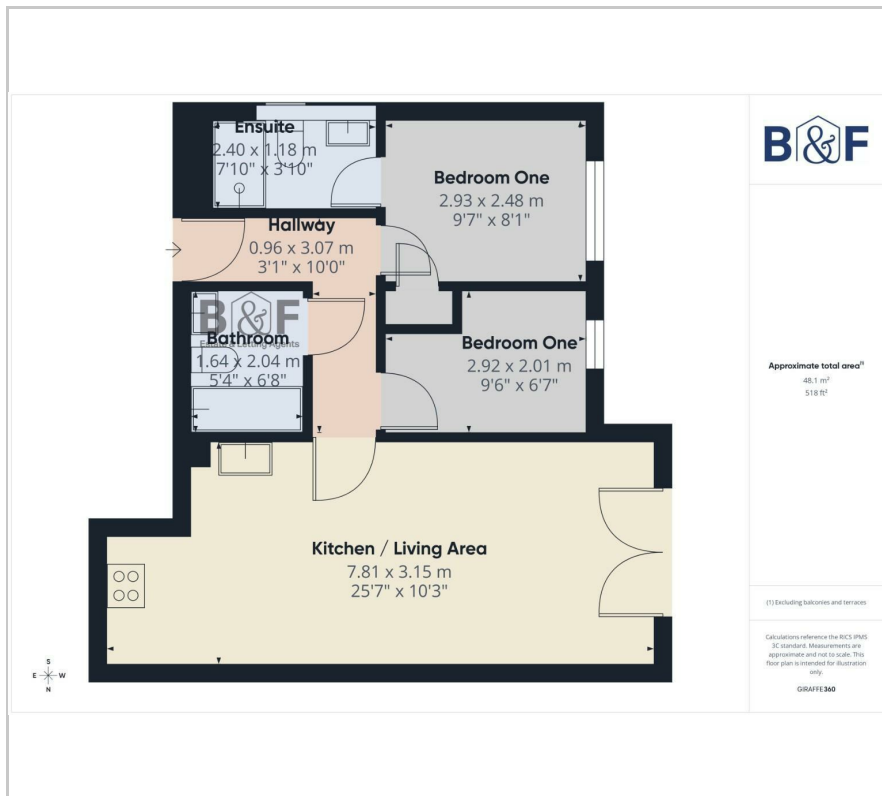 Ensuite
2.40 x 1.18 m
7'10" x 3'10"
Bedroom One
2.93 x 2.48 m
9'7" x 8'1"
Hallway
0.96 x 3.07 m
3'1" x 10'0"
B&F
Estate & Letting Agents
Bathroom
1.64 x 2.04 m
5'4" x 6'8"
Bedroom One
2.92 x 2.01 m
9'6" x 6'7"
Kitchen / Living Area
7.81 x 3.15 m
25'7" x 10'3"
S
E W
N
B&F
Approximate total area⁽¹⁾
48.1 m²
518 ft²
(1) Excluding balconies and terraces
Calculations reference the RICS IPMS
3C standard. Measurements are
approximate and not to scale. This
floor plan is intended for illustration
only.
GIRAFFE360